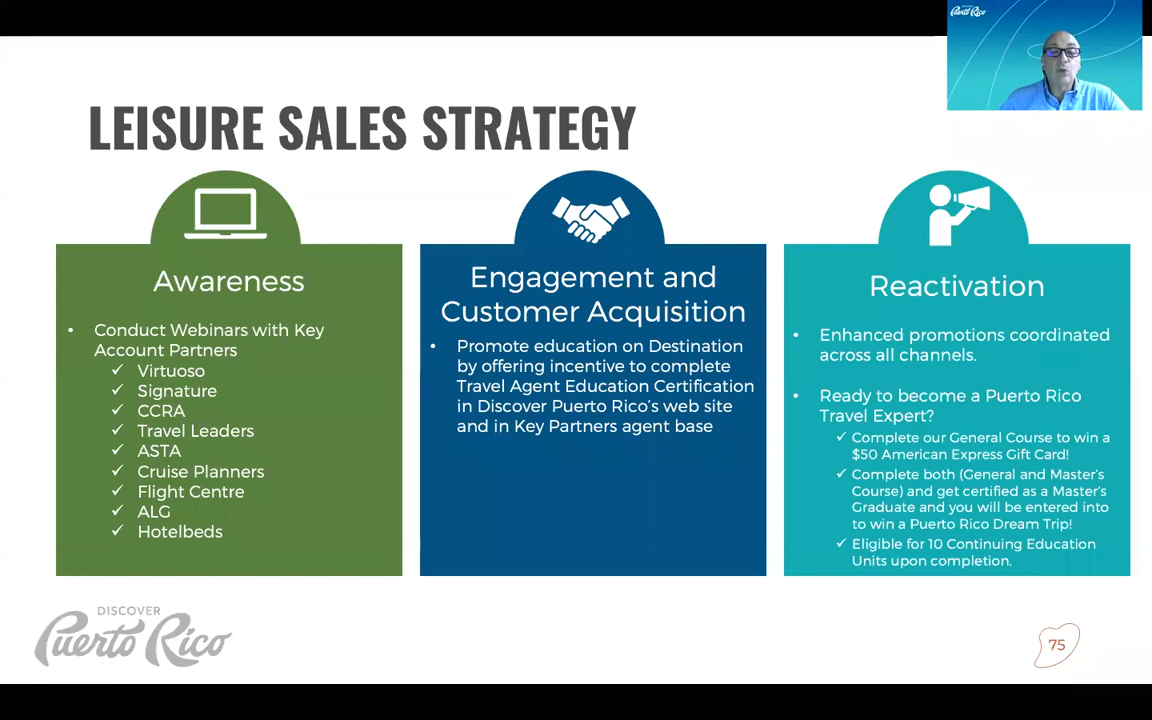 Puerto Rico
LEISURE SALES STRATEGY
Awareness
• Conduct Webinars with Key
Account Partners
✓ Virtuoso
✓ Signature
✓ CCRA
✓ Travel Leaders
✓ ASTA
✓ Cruise Planners
✓ Flight Centre
✓ ALG
✓ Hotelbeds
Engagement and
Customer Acquisition
• Promote education on Destination
by offering incentive to complete
Travel Agent Education Certification
in Discover Puerto Rico's web site
and in Key Partners agent base
Reactivation
• Enhanced promotions coordinated
across all channels.
• Ready to become a Puerto Rico
Travel Expert?
✓ Complete our General Course to win a
$50 American Express Gift Card!
✓ Complete both (General and Master's
Course) and get certified as a Master's
Graduate and you will be entered into
to win a Puerto Rico Dream Trip!
✓ Eligible for 10 Continuing Education
Units upon completion.
DISCOVER
Puerto Rico
75